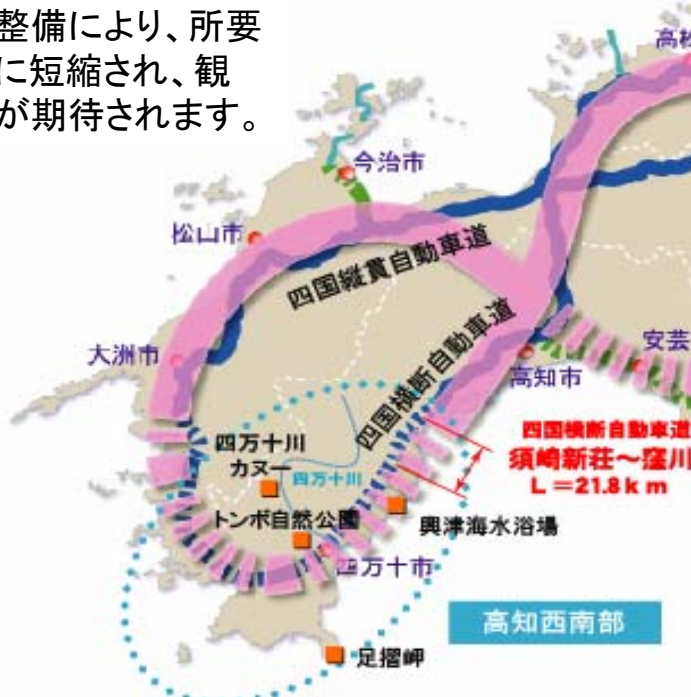 整備により、所要
に短縮され、観
が期待されます。
高松
今治市
松山市
四国縦貫自動車道
大洲市
四国横断自動車道
高知市
安芸
四国横断自動車道
須崎新荘～窪川
L＝21.8km
四万十川
カヌー
四万十川
トンボ自然公園
興津海水浴場
四万十市
高知西南部
足摺岬